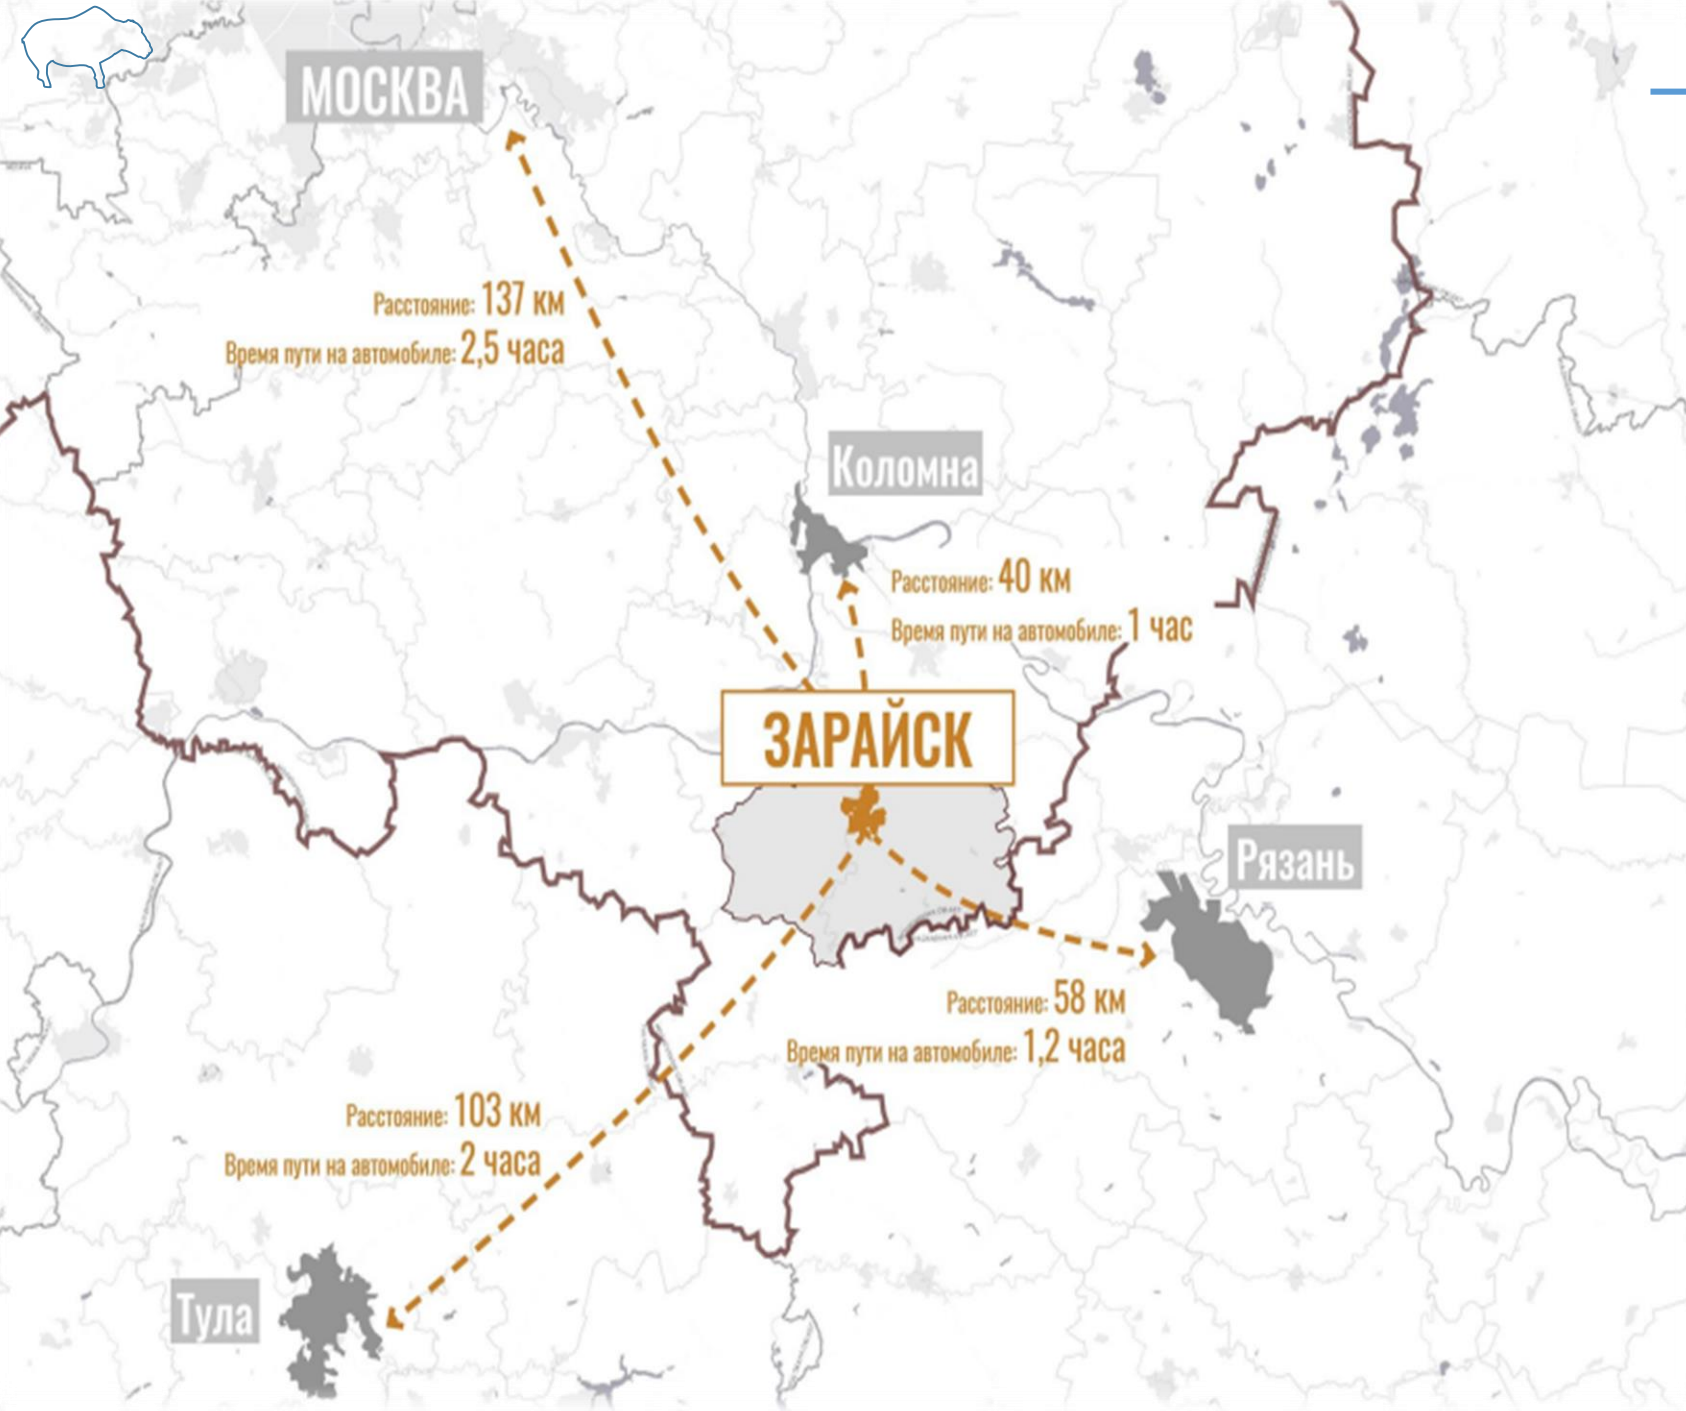 МОСКВА
Расстояние: 137 км
Время пути на автомобиле: 2,5 часа
Коломна
Расстояние: 40 км
Время пути на автомобиле: 1 час
ЗАРАЙСК
Рязань
Расстояние: 58 км
Время пути на автомобиле: 1,2 часа
Расстояние: 103 км
Время пути на автомобиле: 2 часа
Тула